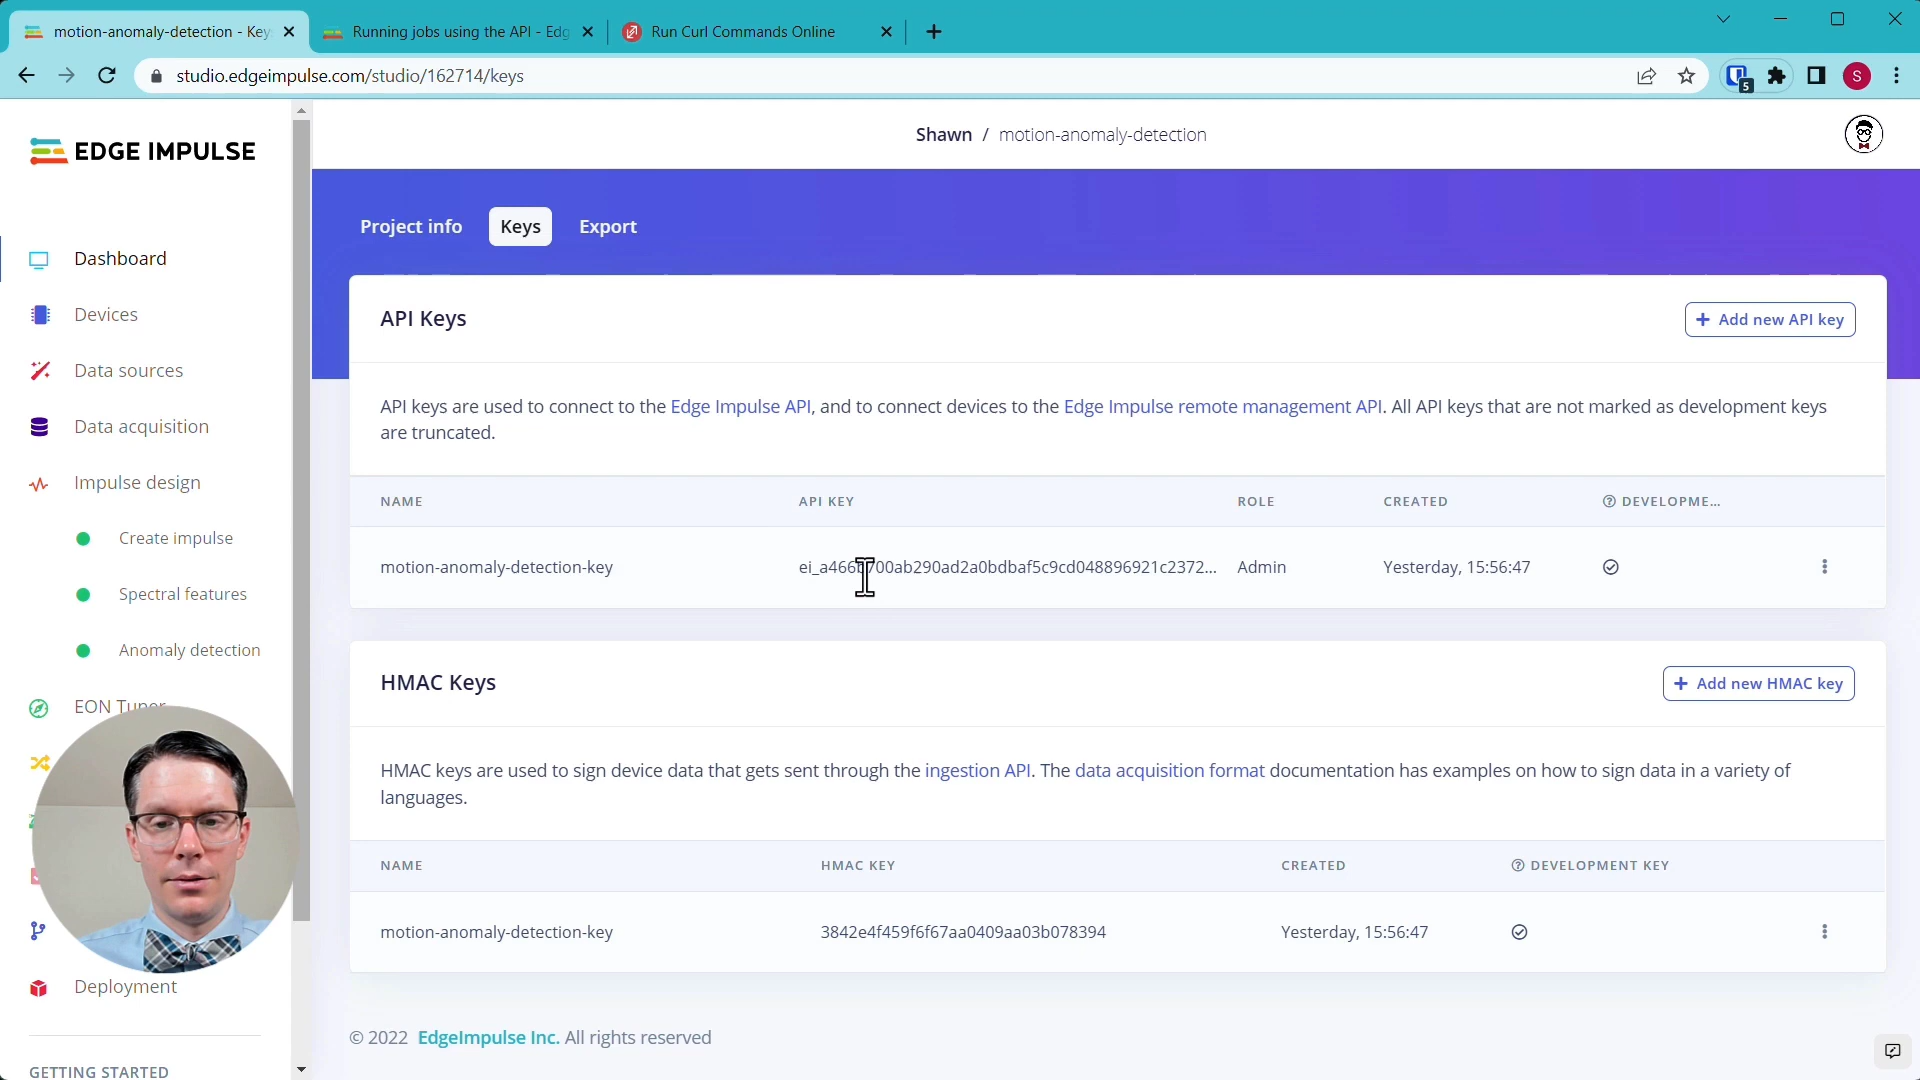 motion-anomaly-detection - Key
Running jobs using the API - Edg
Run Curl Commands Online
studio.edgeimpulse.com/studio/162714/keys
5
S
EDGE IMPULSE
Shawn / motion-anomaly-detection
Project info
Keys
Export
Dashboard
Devices
Data sources
Data acquisition
Impulse design
Create impulse
Spectral features
Anomaly detection
EON Tuner
Deployment
GETTING STARTED
API Keys
+ Add new API key
API keys are used to connect to the Edge Impulse API, and to connect devices to the Edge Impulse remote management API. All API keys that are not marked as development keys
are truncated.
NAME API KEY ROLE CREATED DEVELOPME...
motion-anomaly-detection-key Admin Yesterday, 15:56:47
HMAC Keys
+ Add new HMAC key
HMAC keys are used to sign device data that gets sent through the ingestion API. The data acquisition format documentation has examples on how to sign data in a variety of
languages.
NAME HMAC KEY CREATED DEVELOPMENT KEY
motion-anomaly-detection-key 3842e4f459f6f67aa0409aa03b078394 Yesterday, 15:56:47
© 2022 EdgeImpulse Inc. All rights reserved